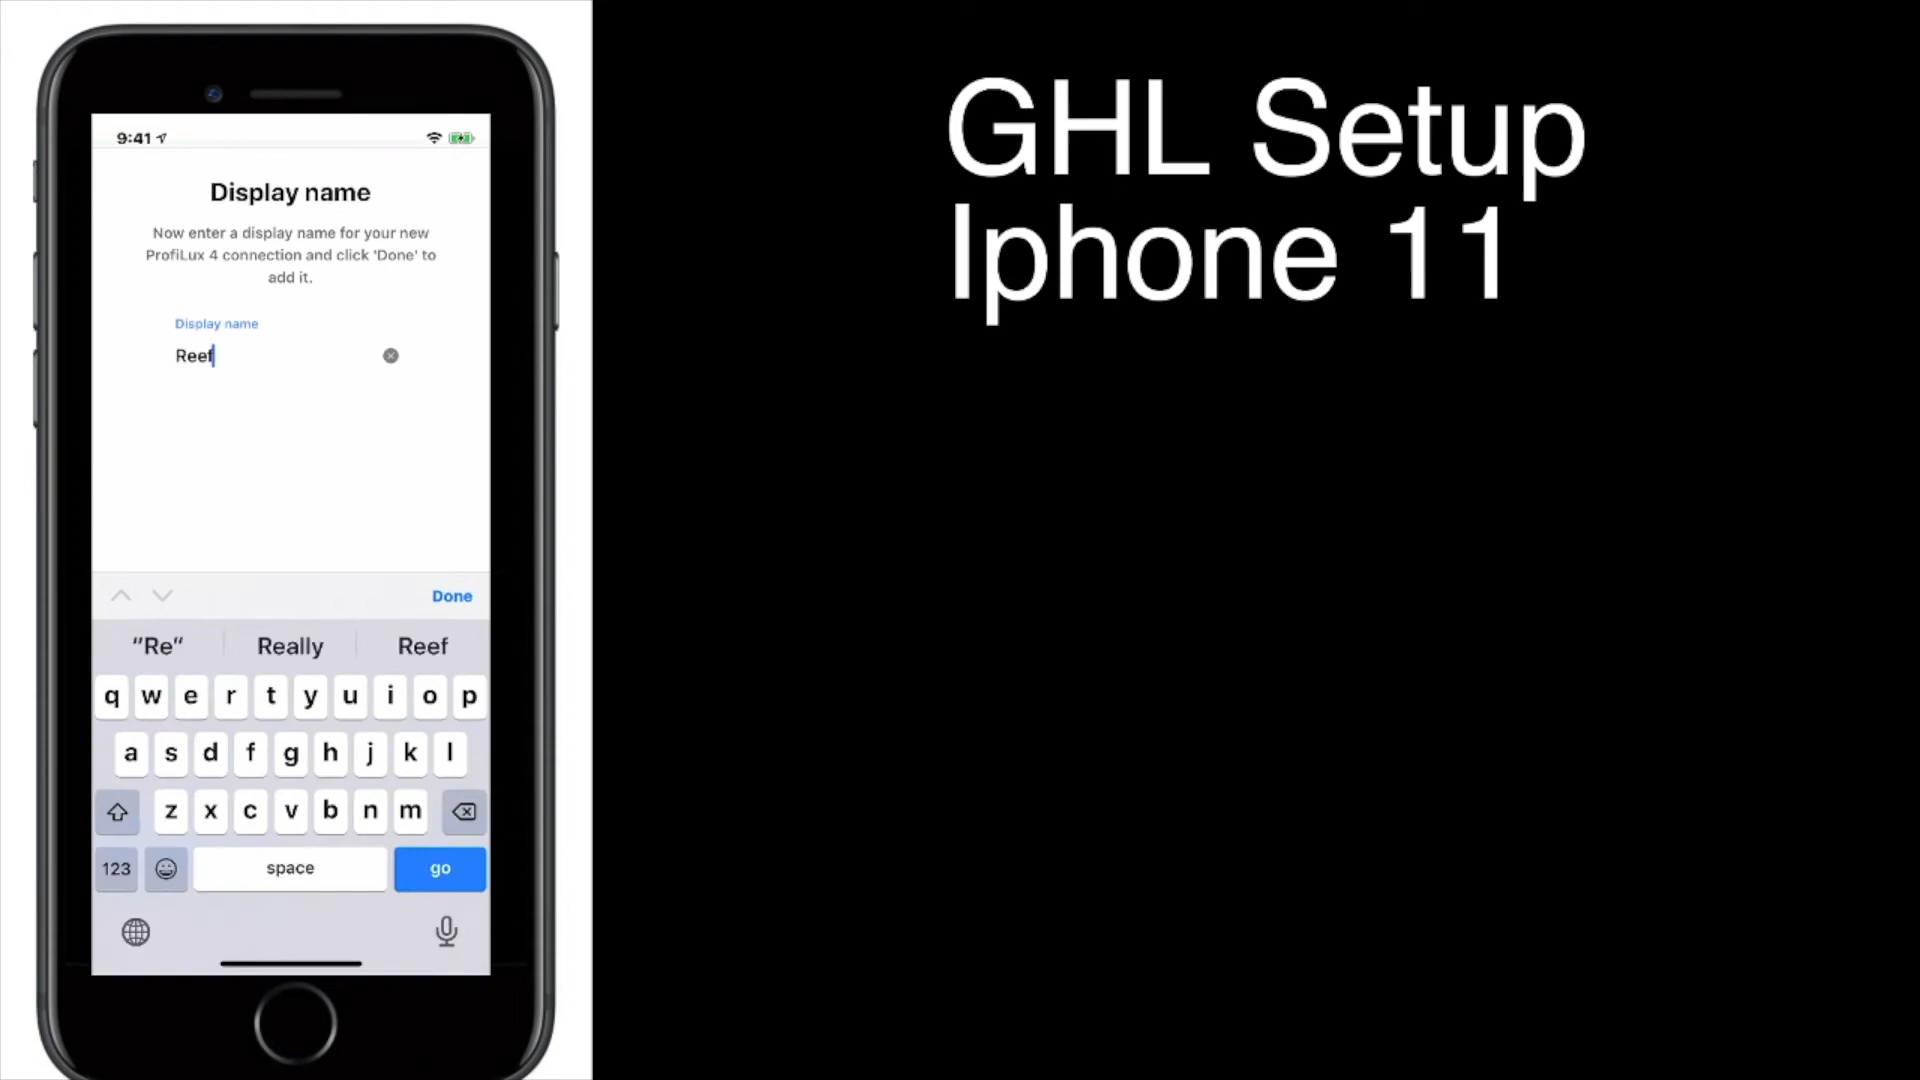 GHL Setup
Iphone 11
9:41
Display name
Now enter a display name for your new
ProfiLux 4 connection and click 'Done' to
add it.
Display name
Reef
Done
“Re“ Really Reef
q w e r t y u i o p
a s d f g h j k l
z x c v b n m
123 space go